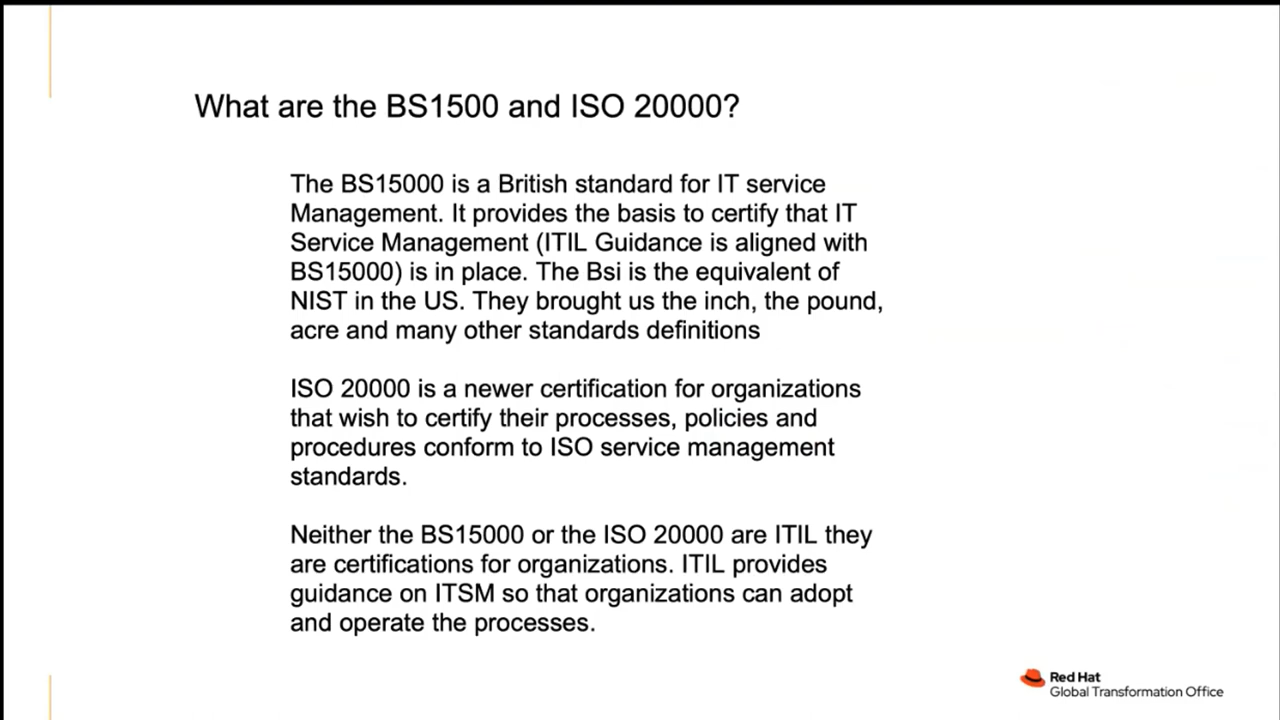 What are the BS1500 and ISO 20000?
The BS15000 is a British standard for IT service
Management. It provides the basis to certify that IT
Service Management (ITIL Guidance is aligned with
BS15000) is in place. The Bsi is the equivalent of
NIST in the US. They brought us the inch, the pound,
acre and many other standards definitions
ISO 20000 is a newer certification for organizations
that wish to certify their processes, policies and
procedures conform to ISO service management
standards.
Neither the BS15000 or the ISO 20000 are ITIL they
are certifications for organizations. ITIL provides
guidance on ITSM so that organizations can adopt
and operate the processes.
Red Hat
Global Transformation Office